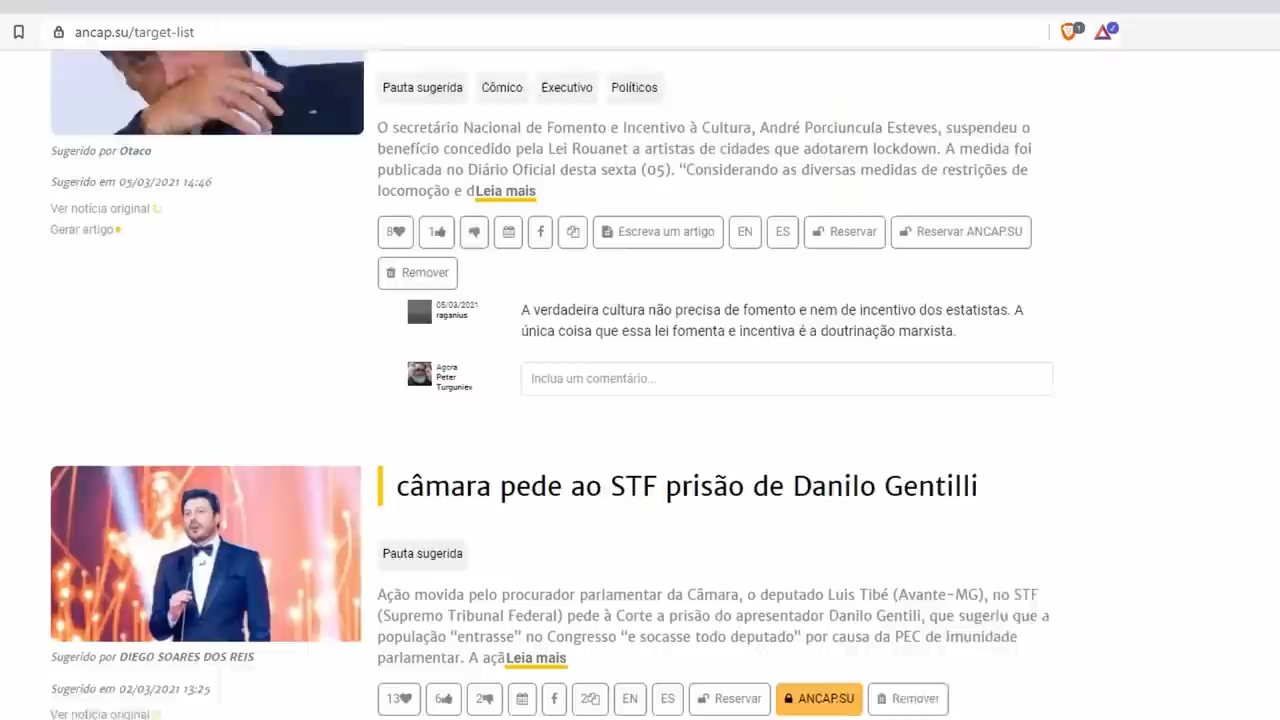 ancap.su/target-list
1
Pauta sugerida Cômico Executivo Políticos
O secretário Nacional de Fomento e Incentivo à Cultura, André Porciuncula Esteves, suspendeu o
benefício concedido pela Lei Rouanet a artistas de cidades que adotarem lockdown. A medida foi
publicada no Diário Oficial desta sexta (05). “Considerando as diversas medidas de restrições de
locomoção e dLeia mais
Sugerido por Otaco
Sugerido em 05/03/2021 14:46
Ver notícia original
Gerar artigo
8 1 Escreva um artigo EN ES Reservar Reservar ANCAP.SU
Remover
05/03/2021
raganius
A verdadeira cultura não precisa de fomento e nem de incentivo dos estatistas. A
única coisa que essa lei fomenta e incentiva é a doutrinação marxista.
Agora
Peter
Turguniev
Inclua um comentário...
câmara pede ao STF prisão de Danilo Gentilli
Pauta sugerida
Ação movida pelo procurador parlamentar da Câmara, o deputado Luis Tibé (Avante-MG), no STF
(Supremo Tribunal Federal) pede à Corte a prisão do apresentador Danilo Gentili, que sugeriu que a
população “entrasse” no Congresso “e socasse todo deputado” por causa da PEC de imunidade
parlamentar. A açãLeia mais
Sugerido por DIEGO SOARES DOS REIS
Sugerido em 02/03/2021 13:25
Ver notícia original
13 6 2 2 EN ES Reservar ANCAP.SU Remover